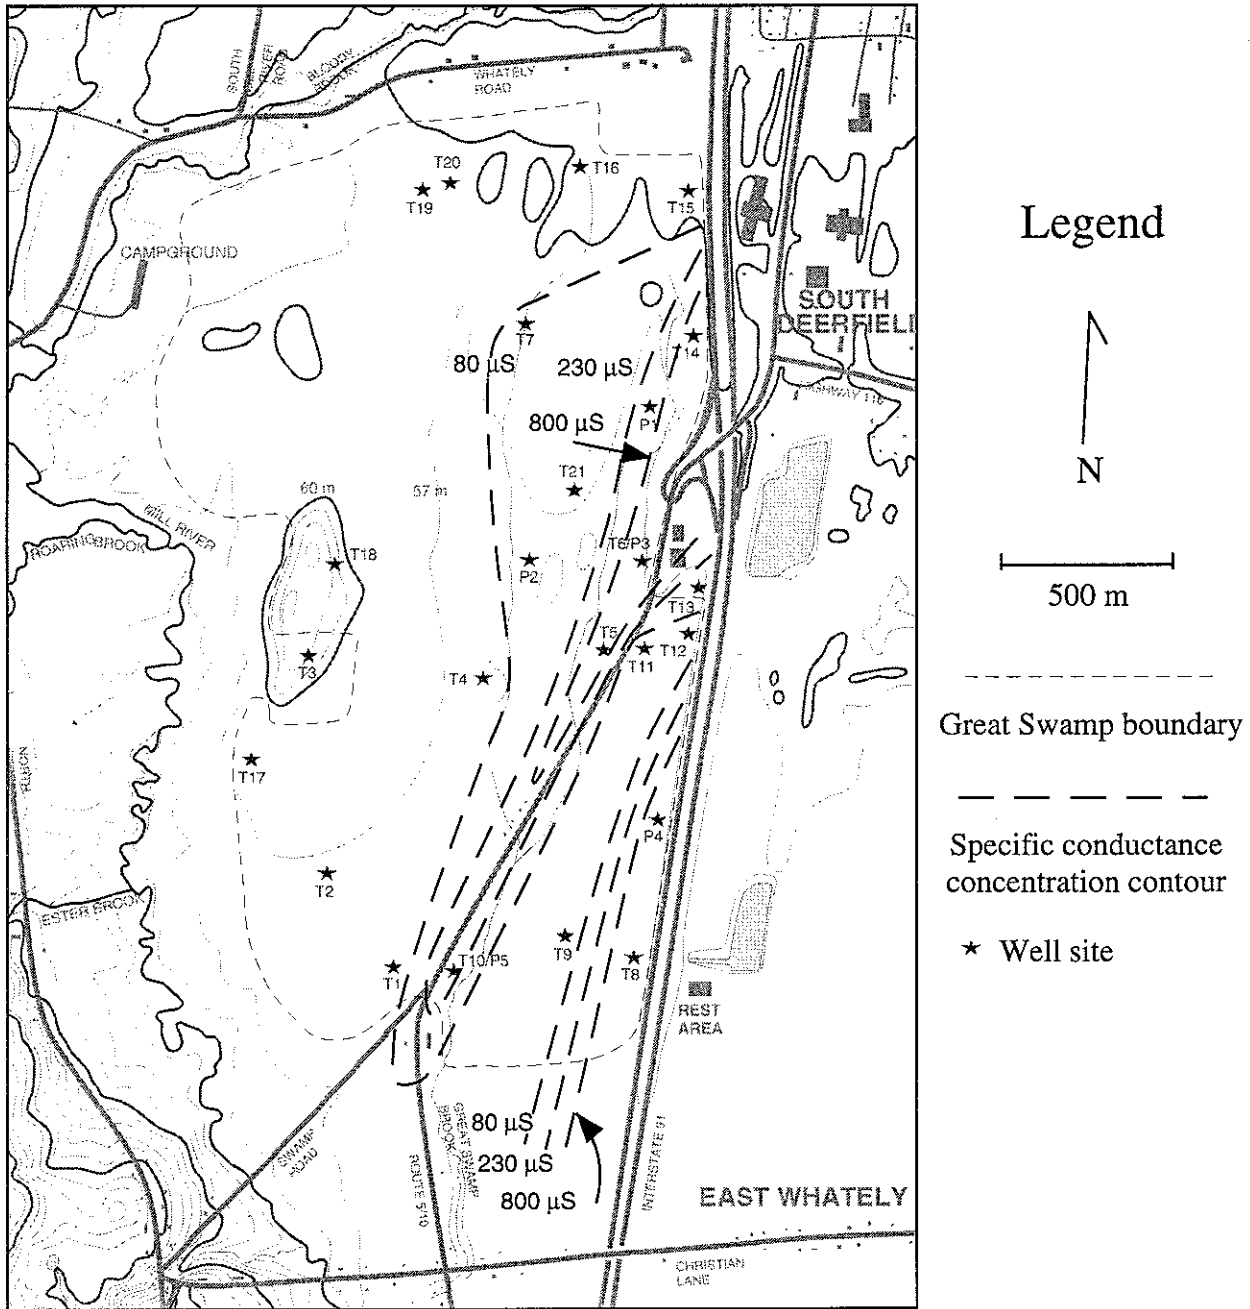 SOUTH
RIVER
ROAD
BLOODY
BROOK
WHATELY
ROAD
T20
T16
T19
T15
CAMPGROUND
SOUTH
DEERFIEL
T7
T14
80 µS
230 µS
HIGHWAY 116
P1
800 µS
T21
60 m
57 m
MILL RIVER
ROARING BROOK
T18
T6/P3
P2
T13
T5
T11
T12
T3
T4
T17
P4
T2
ESTER BROOK
T1
T10/P5
T9
T8
REST
AREA
80 µS
230 µS
800 µS
SWAMP
ROAD
GREAT SWAMP
BROOK
ROUTE 5/10
INTERSTATE 91
EAST WHATELY
CHRISTIAN
LANE
Legend
N
500 m
Great Swamp boundary
Specific conductance
concentration contour
Well site